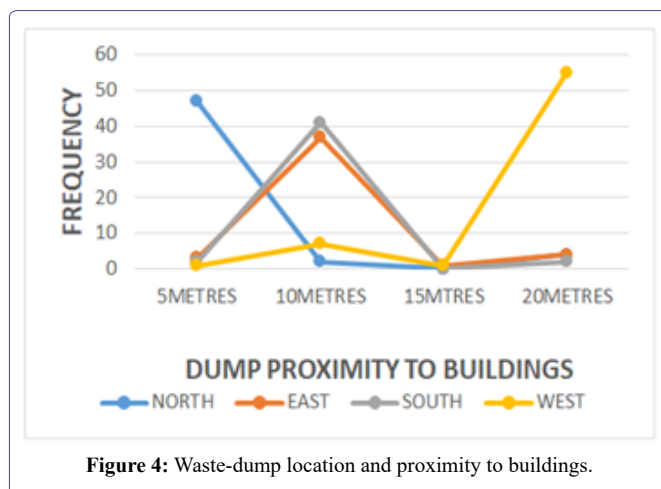 60
50
40
30
20
10
0
FREQUENCY
5METRES 10METRES 15MTRES 20METRES
DUMP PROXIMITY TO BUILDINGS
NORTH EAST SOUTH WEST
Figure 4: Waste-dump location and proximity to buildings.